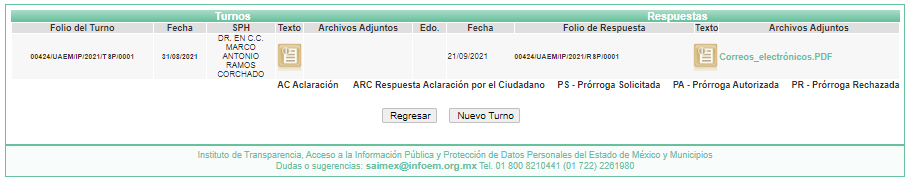 Turnos Respuestas
Folio del Turno Fecha SPH Texto Archivos Adjuntos Edo. Fecha Folio de Respuesta Texto Archivos Adjuntos
DR. EN C.C.
MARCO
00424/UAEM/IP/2021/T8P/0001 31/08/2021 ANTONIO 21/09/2021 00424/UAEM/IP/2021/R8P/0001 Correos_electrónicos.PDF
RAMOS
CORCHADO
AC Aclaración ARC Respuesta Aclaración por el Ciudadano PS - Prórroga Solicitada PA - Prórroga Autorizada PR - Prórroga Rechazada
Regresar Nuevo Turno
Instituto de Transparencia, Acceso a la Información Pública y Protección de Datos Personales del Estado de México y Municipios
Dudas o sugerencias: saimex@infoem.org.mx Tel. 01 800 8210441 (01 722) 2261980